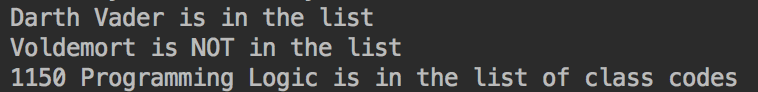 Darth Vader is in the list
Voldemort is NOT in the list
1150 Programming Logic is in the list of class codes